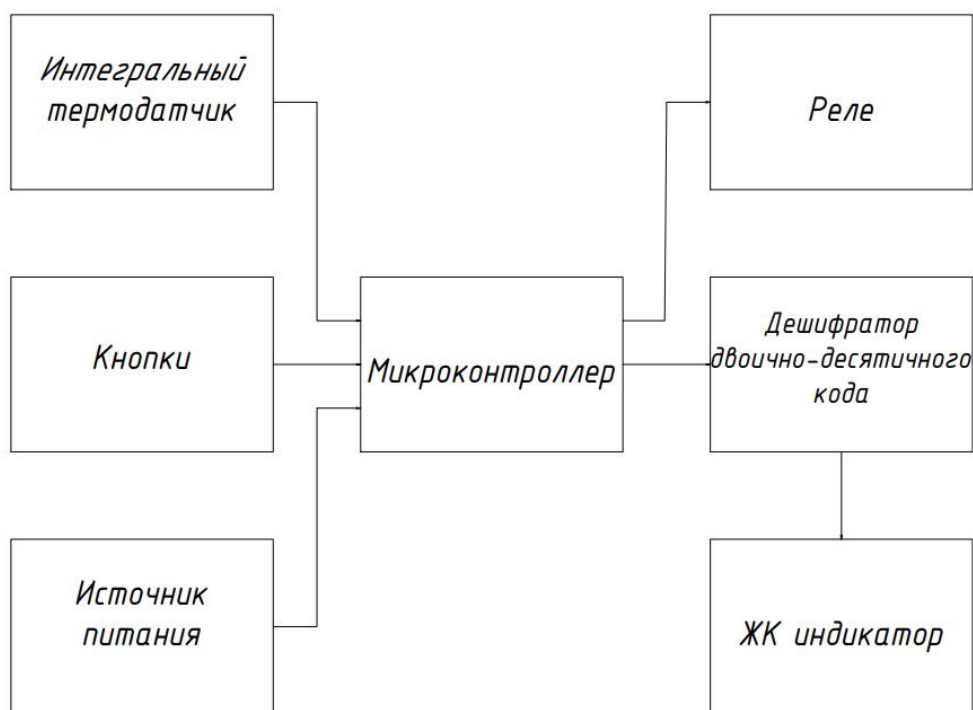 Интегральный
термодатчик
Реле
Кнопки
Микроконтроллер
Дешифратор
двоично-десятичного
кода
Источник
питания
ЖК индикатор